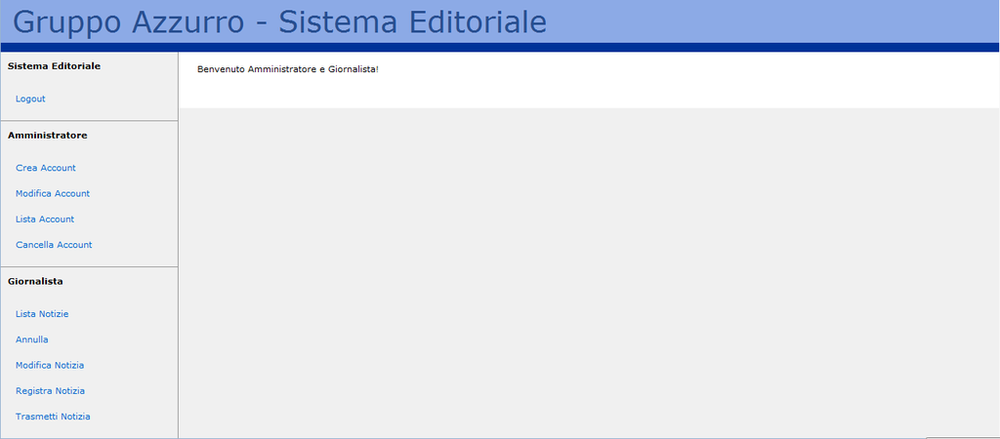 Gruppo Azzurro - Sistema Editoriale
Sistema Editoriale
Logout
Amministratore
Crea Account
Modifica Account
Lista Account
Cancella Account
Giornalista
Lista Notizie
Annulla
Modifica Notizia
Registra Notizia
Trasmetti Notizia
Benvenuto Amministratore e Giornalista!